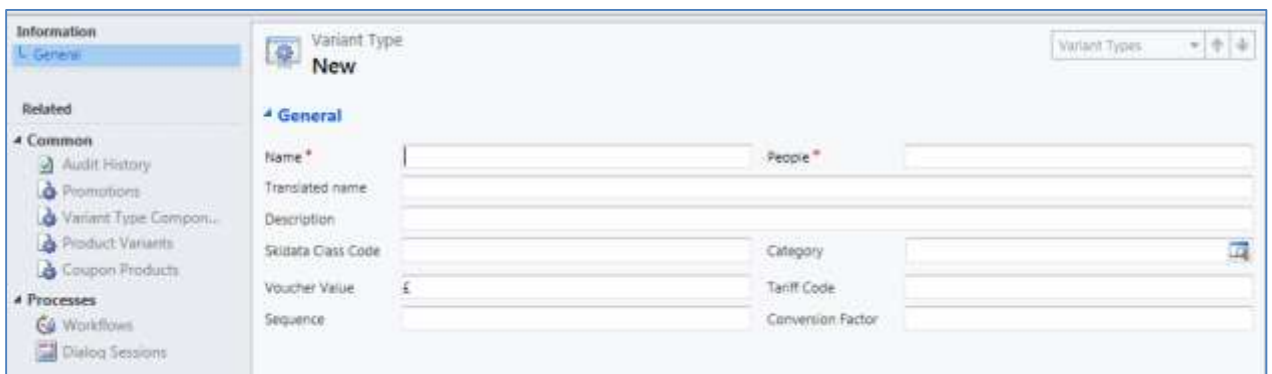 Information
General
Related
Common
Audit History
Promotions
Variant Type Compon...
Product Variants
Coupon Products
Processes
Workflows
Dialog Sessions
Variant Type
New
Variant Types
General
Name * People *
Translated name
Description
Skidata Class Code Category
Voucher Value £ Tariff Code
Sequence Conversion Factor